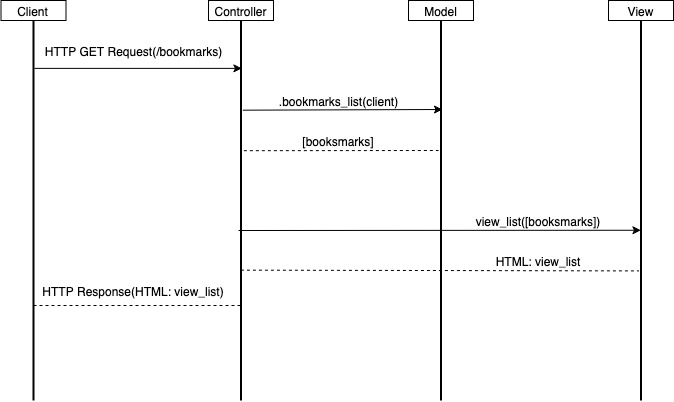 Client
Controller
Model
View
HTTP GET Request(/bookmarks)
.bookmarks_list(client)
[booksmarks]
view_list([booksmarks])
HTML: view_list
HTTP Response(HTML: view_list)